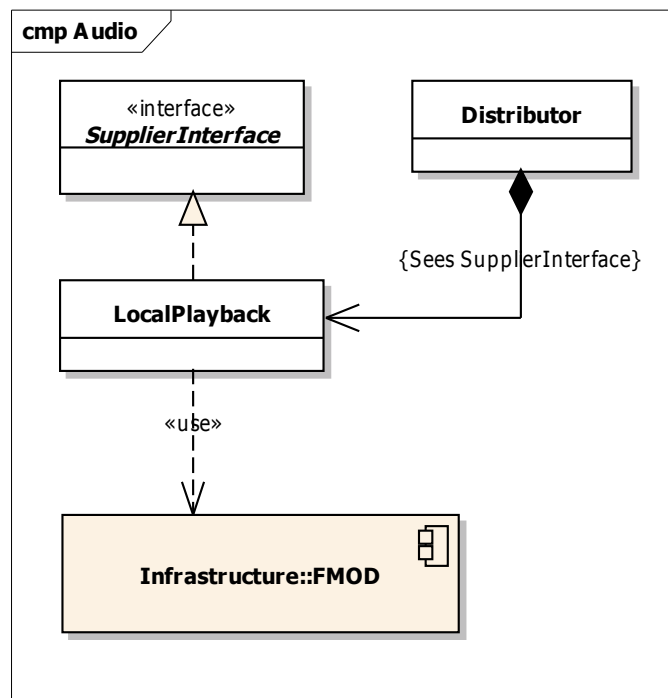 cmp Audio
«interface»
SupplierInterface
Distributor
{Sees SupplierInterface}
LocalPlayback
«use»
Infrastructure::FMOD